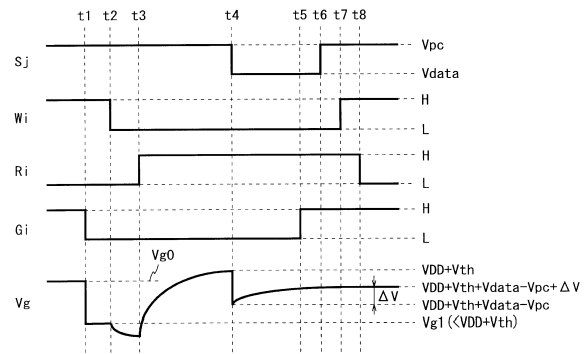 t1 t2 t3 t4 t5 t6 t7 t8
Sj
Vpc
Vdata
Wi
H
L
Ri
H
L
Gi
H
L
Vg0
Vg
VDD+Vth
VDD+Vth+Vdata-Vpc+ΔV
ΔV
VDD+Vth+Vdata-Vpc
Vg1(<VDD+Vth)